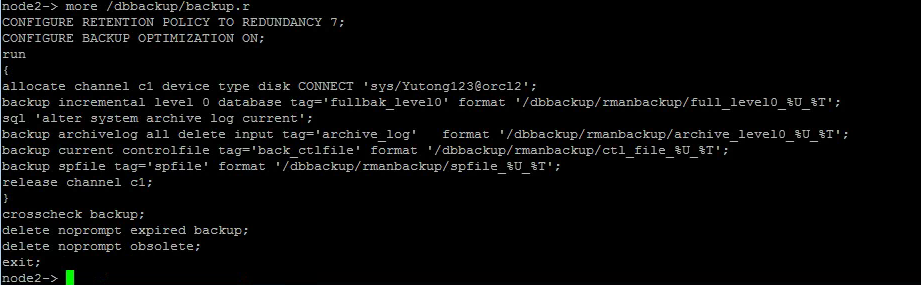 node2-> more /dbbackup/backup.r
CONFIGURE RETENTION POLICY TO REDUNDANCY 7;
CONFIGURE BACKUP OPTIMIZATION ON;
run
{
allocate channel c1 device type disk CONNECT 'sys/Yutong123@orcl2';
backup incremental level 0 database tag='fullbak_level0' format '/dbbackup/rmanbackup/full_level0_%U_%T';
sql 'alter system archive log current';
backup archivelog all delete input tag='archive_log'   format '/dbbackup/rmanbackup/archive_level0_%U_%T';
backup current controlfile tag='back_ctlfile' format '/dbbackup/rmanbackup/ctl_file_%U_%T';
backup spfile tag='spfile' format '/dbbackup/rmanbackup/spfile_%U_%T';
release channel c1;
}
crosscheck backup;
delete noprompt expired backup;
delete noprompt obsolete;
exit;
node2->